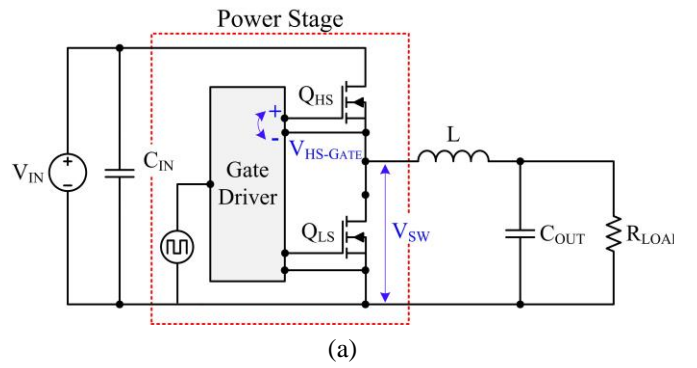 Power Stage
Q_HS
+
-
V_HS-GATE
L
V_IN
+
−
C_IN
Gate
Driver
Q_LS
V_SW
C_OUT
R_LOAD
(a)